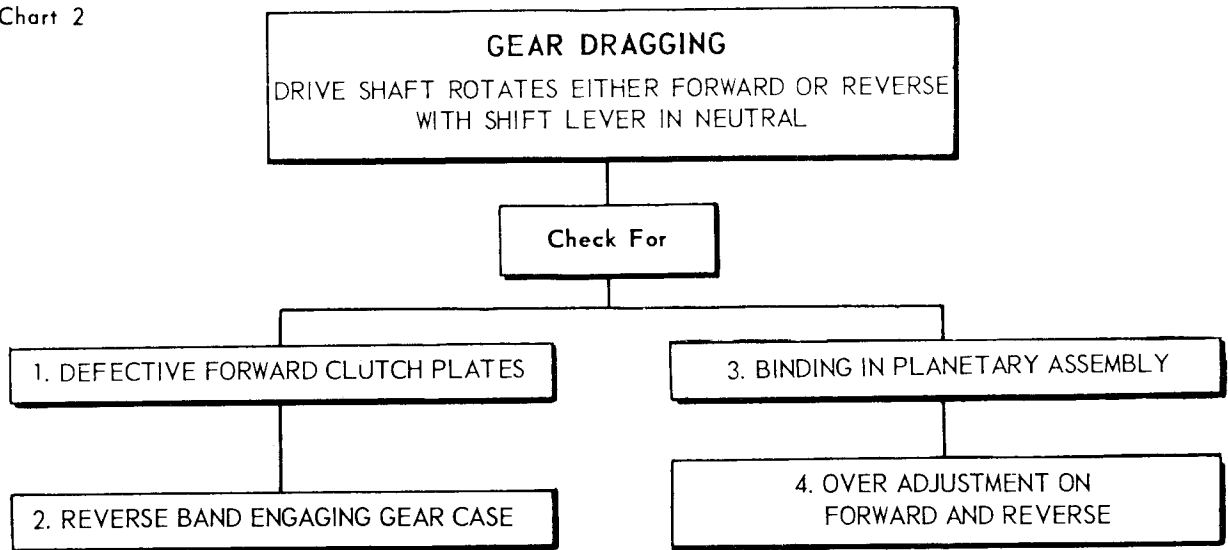 Chart 2
GEAR DRAGGING
DRIVE SHAFT ROTATES EITHER FORWARD OR REVERSE
WITH SHIFT LEVER IN NEUTRAL
Check For
1. DEFECTIVE FORWARD CLUTCH PLATES
2. REVERSE BAND ENGAGING GEAR CASE
3. BINDING IN PLANETARY ASSEMBLY
4. OVER ADJUSTMENT ON
FORWARD AND REVERSE